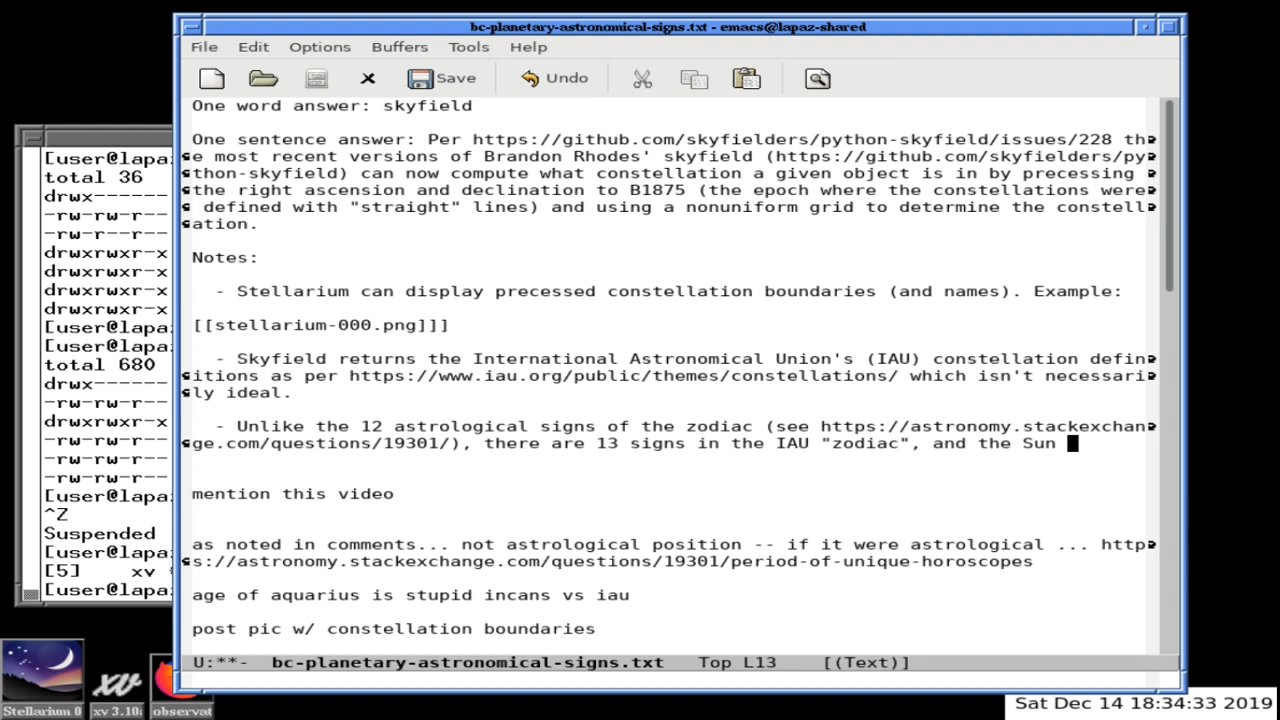 bc-planetary-astronomical-signs.txt - emacs@lapaz-shared
File Edit Options Buffers Tools Help
Save Undo
One word answer: skyfield
One sentence answer: Per https://github.com/skyfielders/python-skyfield/issues/228 th
e most recent versions of Brandon Rhodes' skyfield (https://github.com/skyfielders/py
thon-skyfield) can now compute what constellation a given object is in by precessing
the right ascension and declination to B1875 (the epoch where the constellations were
defined with "straight" lines) and using a nonuniform grid to determine the constell
ation.
Notes:
- Stellarium can display precessed constellation boundaries (and names). Example:
[[stellarium-000.png]]]
- Skyfield returns the International Astronomical Union's (IAU) constellation defin
itions as per https://www.iau.org/public/themes/constellations/ which isn't necessari
ly ideal.
- Unlike the 12 astrological signs of the zodiac (see https://astronomy.stackexchan
ge.com/questions/19301/), there are 13 signs in the IAU "zodiac", and the Sun
mention this video
as noted in comments... not astrological position -- if it were astrological ... http
s://astronomy.stackexchange.com/questions/19301/period-of-unique-horoscopes
age of aquarius is stupid incans vs iau
post pic w/ constellation boundaries
U:**- bc-planetary-astronomical-signs.txt Top L13 [(Text)]
[user@lapa
total 36
drwx------
-rw-rw-r--
-rw-r--r--
drwxrwxr-x
drwxrwxr-x
drwxrwxr-x
drwxrwxr-x
[user@lapa
[user@lapa
total 680
drwx------
-rw-rw-r--
drwxrwxr-x
-rw-rw-r--
-rw-rw-r--
-rw-rw-r--
[user@lapa
^Z
Suspended
[user@lapa
[5] xv
[user@lapa
Stellarium 0
xv 3.10
observat
Sat Dec 14 18:34:33 2019